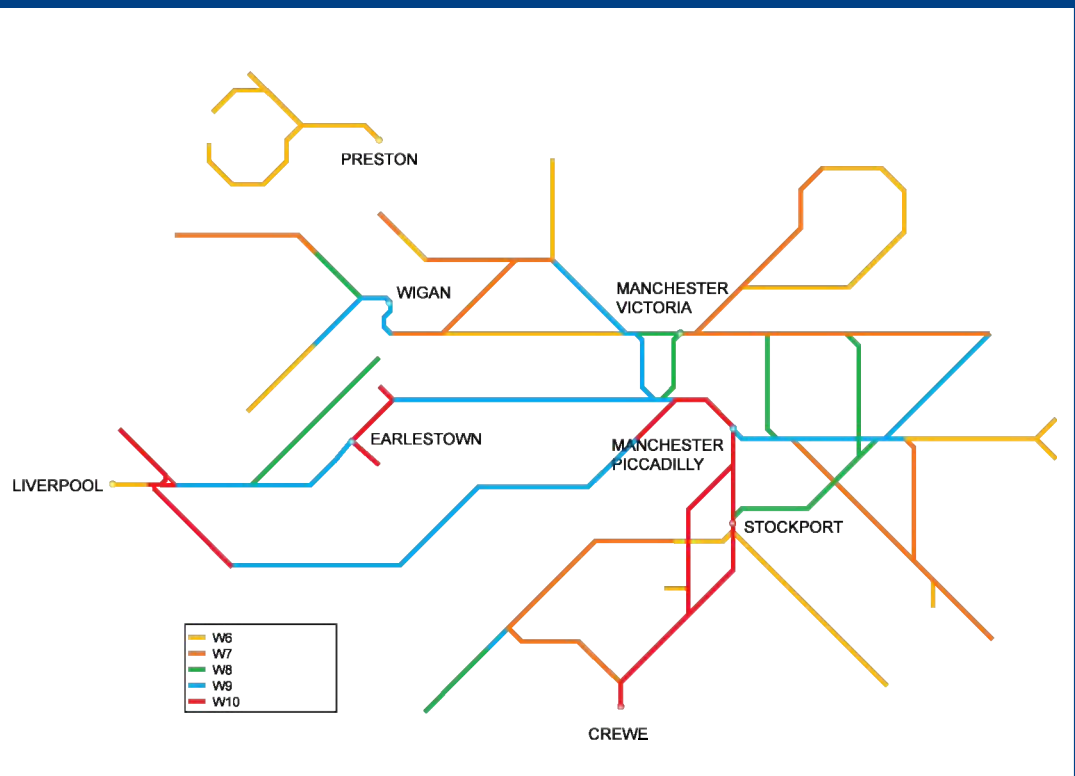 PRESTON
WIGAN
MANCHESTER
VICTORIA
EARLESTOWN
MANCHESTER
PICCADILLY
LIVERPOOL
STOCKPORT
W6
W7
W8
W9
W10
CREWE